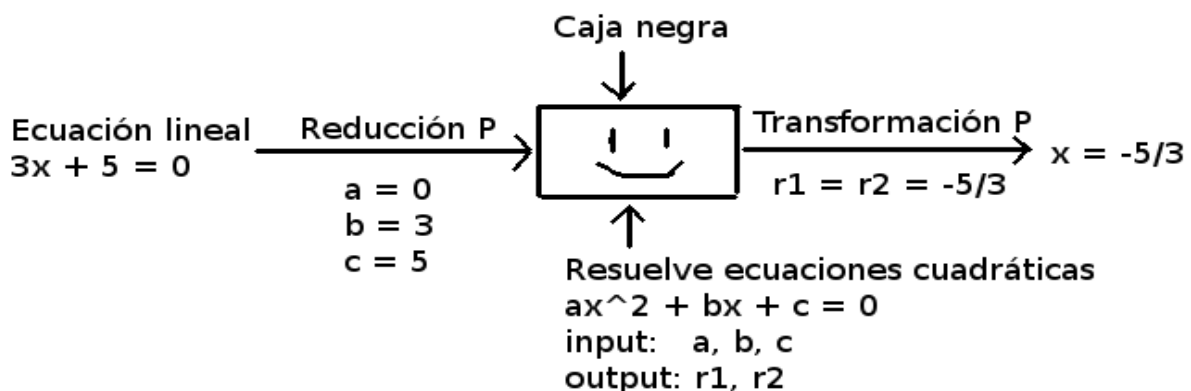 Caja negra
Ecuación lineal
3x + 5 = 0
Reducción P
a = 0
b = 3
c = 5
Transformación P
r1 = r2 = -5/3
x = -5/3
Resuelve ecuaciones cuadráticas
ax^2 + bx + c = 0
input: a, b, c
output: r1, r2